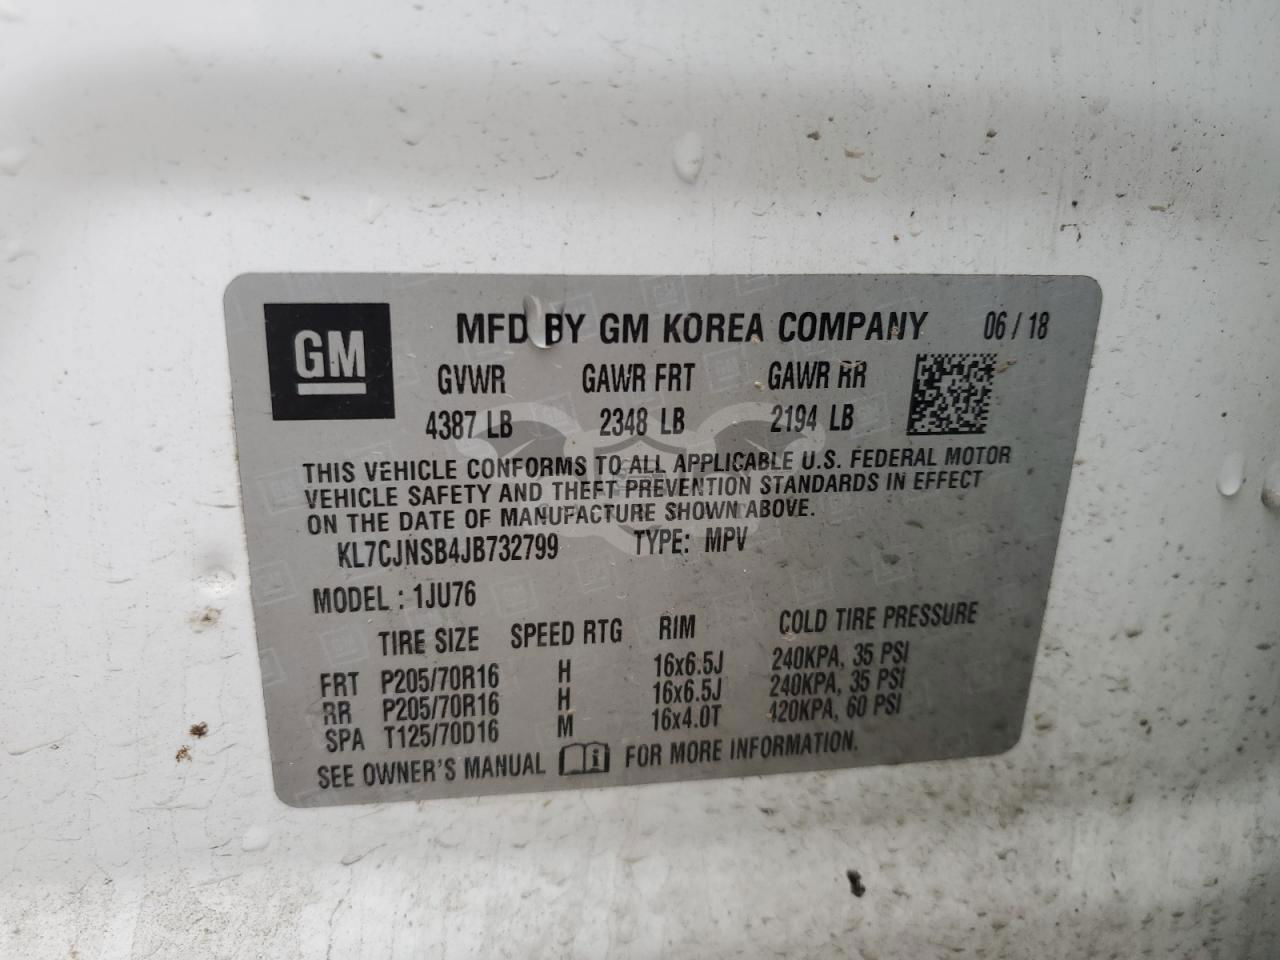 GM
MFD BY GM KOREA COMPANY 06 / 18
GVWR GAWR FRT GAWR RR
4387 LB 2348 LB 2194 LB
THIS VEHICLE CONFORMS TO ALL APPLICABLE U.S. FEDERAL MOTOR
VEHICLE SAFETY AND THEFT PREVENTION STANDARDS IN EFFECT
ON THE DATE OF MANUFACTURE SHOWN ABOVE.
KL7CJNSB4JB732799 TYPE: MPV
MODEL : 1JU76
TIRE SIZE SPEED RTG RIM COLD TIRE PRESSURE
FRT P205/70R16 H 16x6.5J 240KPA, 35 PSI
RR P205/70R16 H 16x6.5J 240KPA, 35 PSI
SPA T125/70D16 M 16x4.0T 420KPA, 60 PSI
SEE OWNER'S MANUAL FOR MORE INFORMATION.